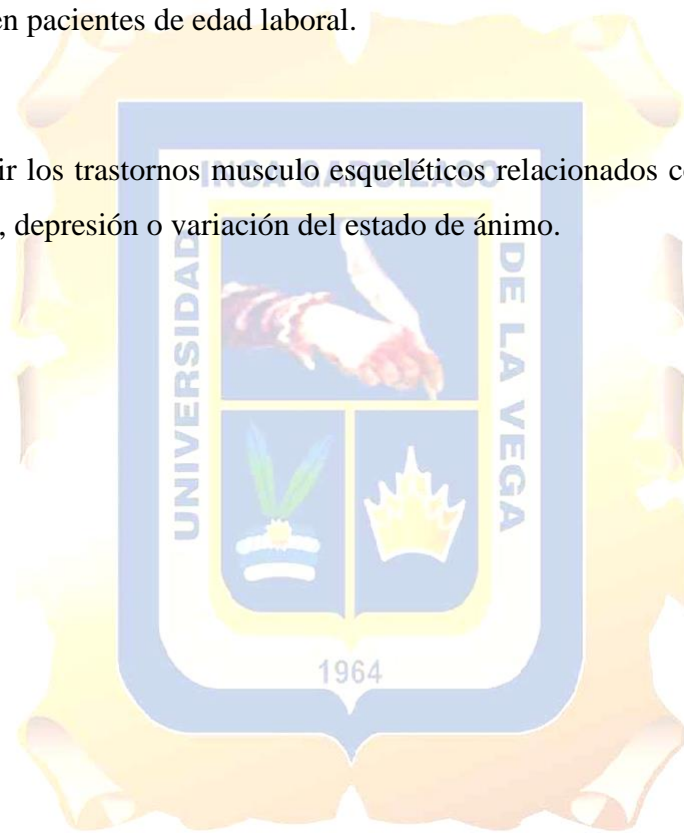 en pacientes de edad laboral.
ir los trastornos musculo esqueléticos relacionados
, depresión o variación del estado de ánimo.
INCA GARCILASO
UNIVERSIDAD
DE LA VEGA
1964